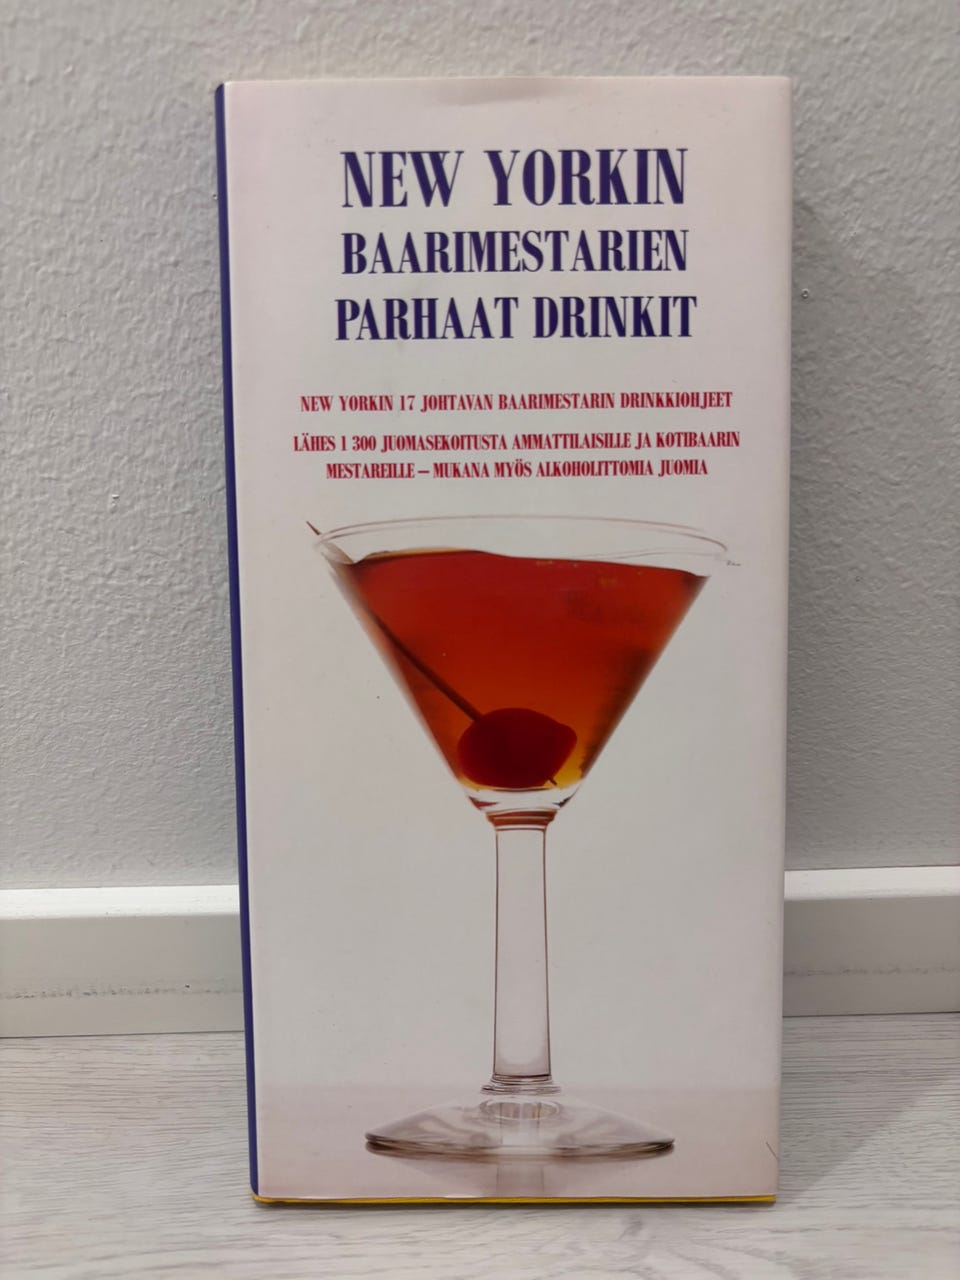 NEW YORKIN
BAARIMESTARIEN
PARHAAT DRINKIT
NEW YORKIN 17 JOHTAVAN BAARIMESTARIN DRINKKIOHJEET
LÄHES 1 300 JUOMASEKOITUSTA AMMATTILAISILLE JA KOTIBAARIN
MESTAREILLE – MUKANA MYÖS ALKOHOLITTOMIA JUOMIA